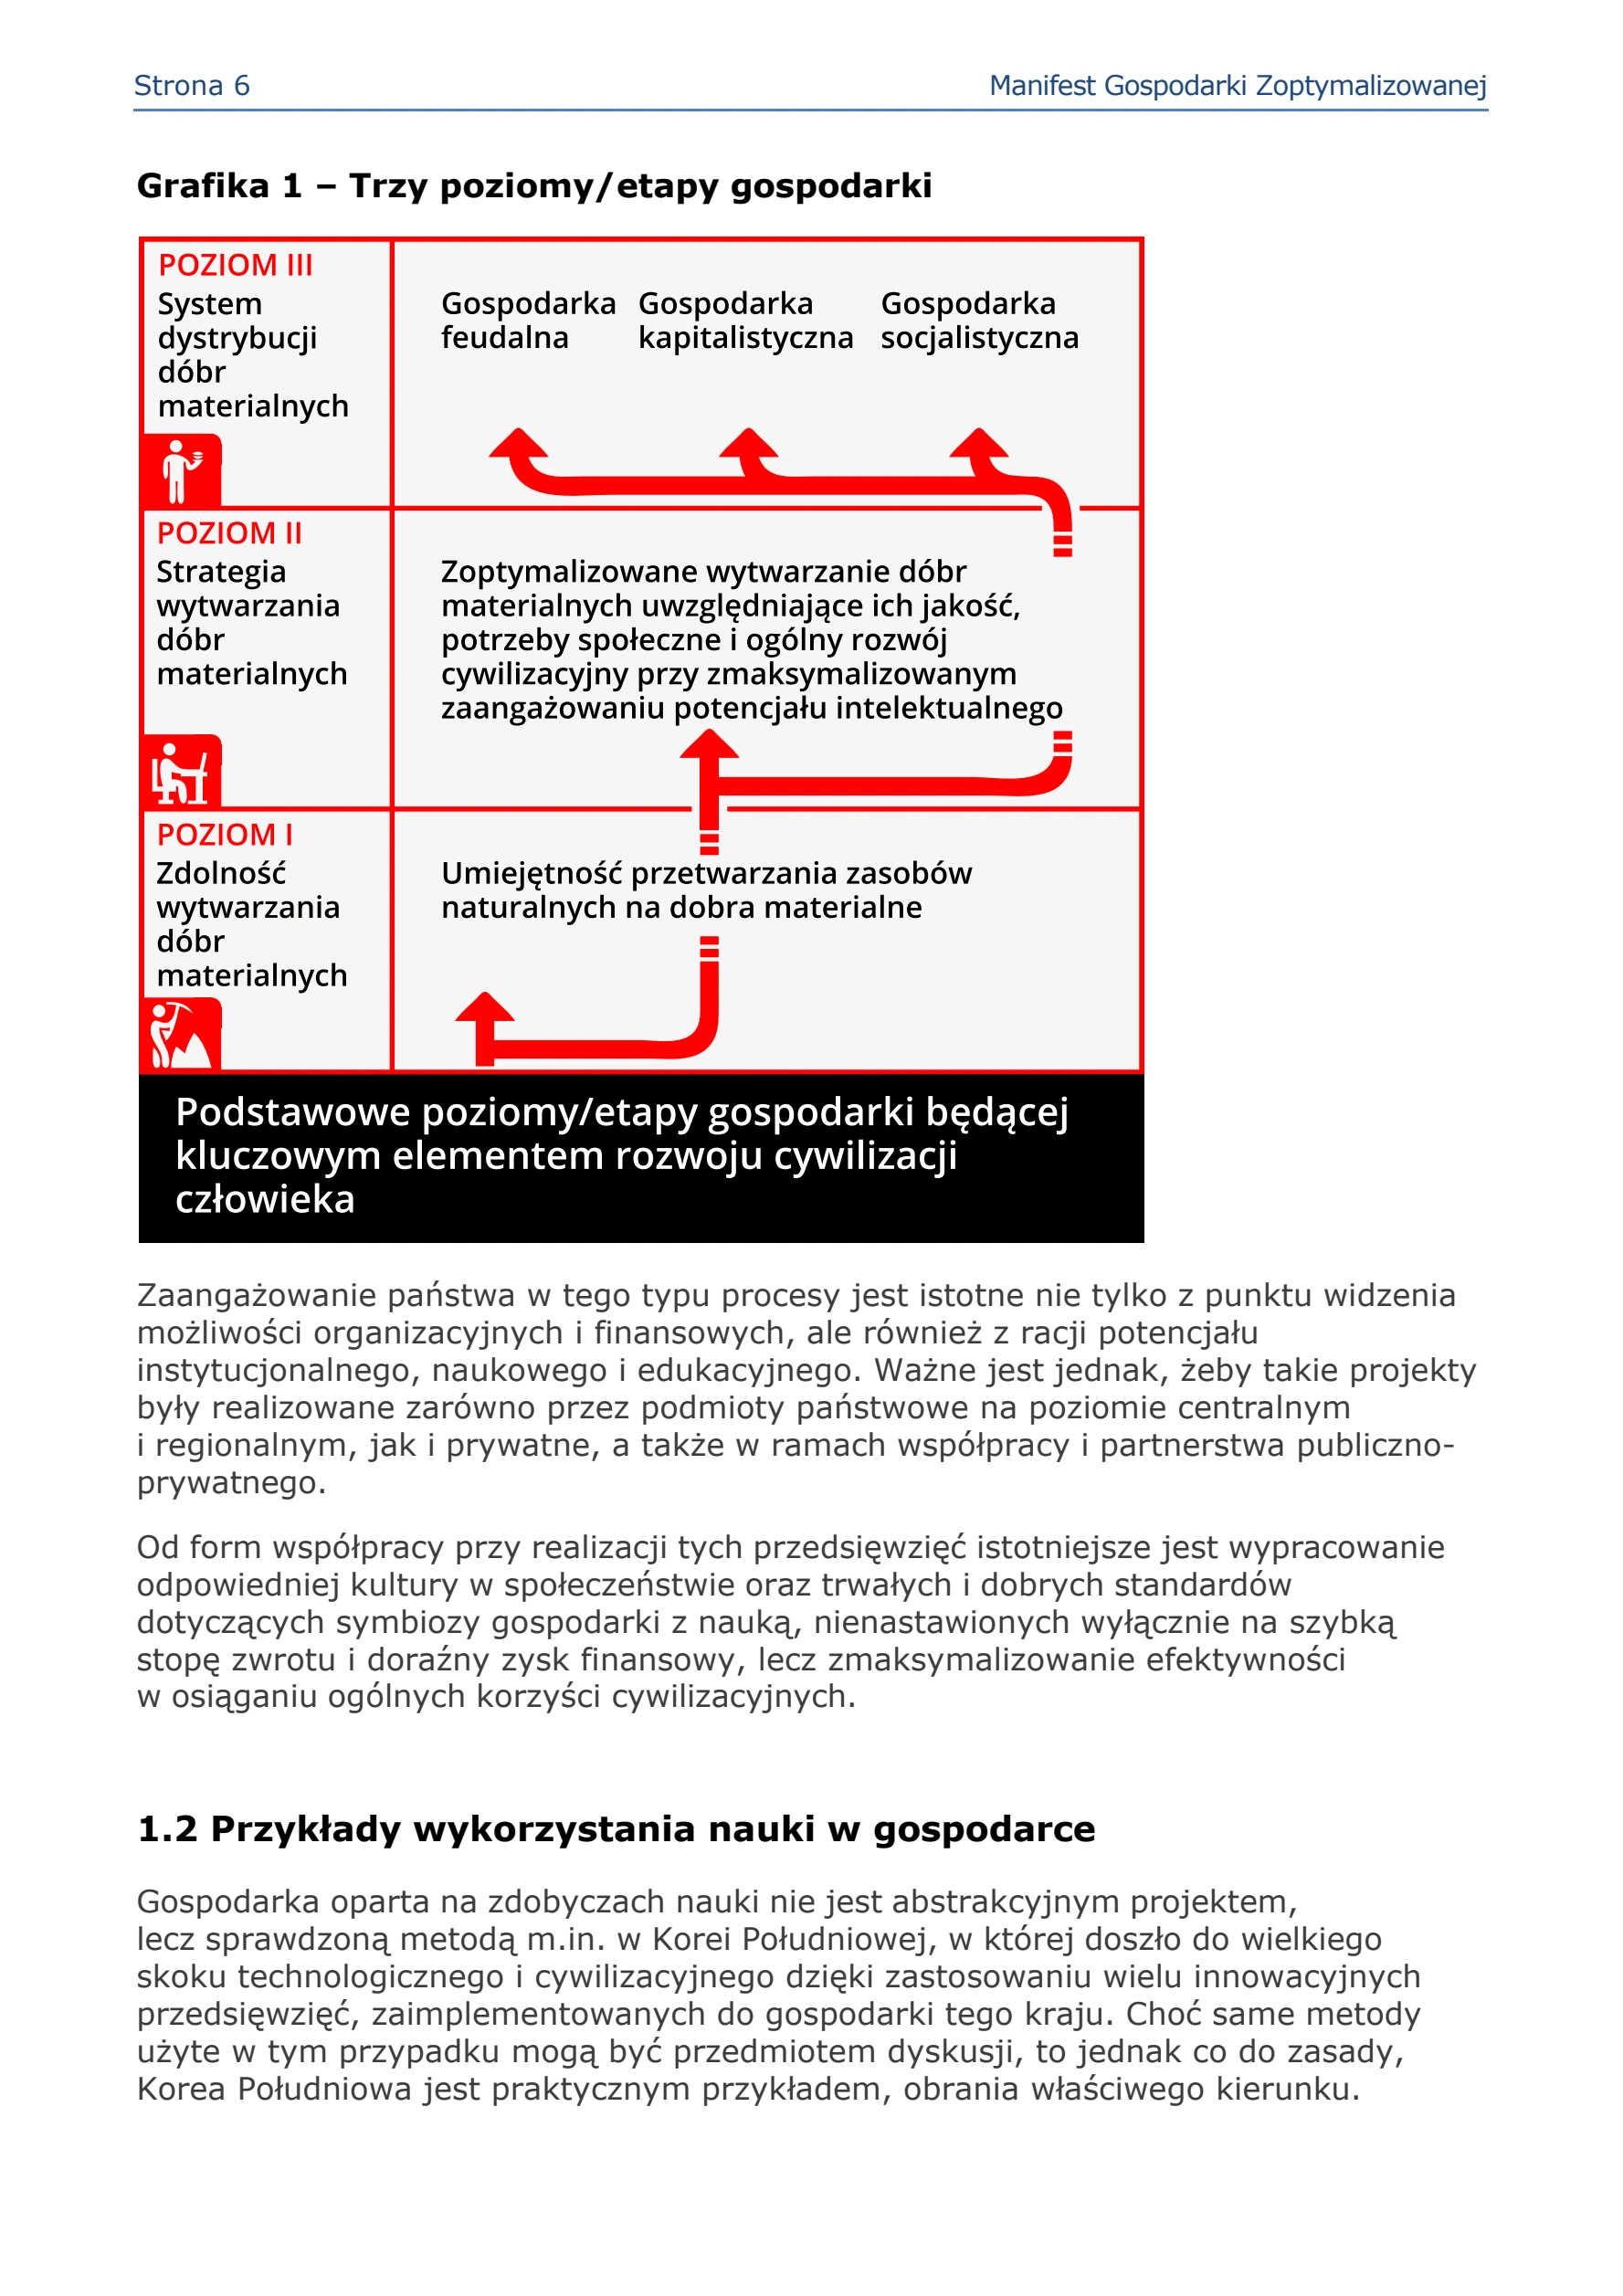 Strona 6
Manifest Gospodarki Zoptymalizowanej
Grafika 1 – Trzy poziomy/etapy gospodarki
POZIOM III
System
dystrybucji
dóbr
materialnych
Gospodarka
feudalna
Gospodarka
kapitalistyczna
Gospodarka
socjalistyczna
POZIOM II
Strategia
wytwarzania
dóbr
materialnych
Zoptymalizowane wytwarzanie dóbr
materialnych uwzględniające ich jakość,
potrzeby społeczne i ogólny rozwój
cywilizacyjny przy zmaksymalizowanym
zaangażowaniu potencjału intelektualnego
POZIOM I
Zdolność
wytwarzania
dóbr
materialnych
Umiejętność przetwarzania zasobów
naturalnych na dobra materialne
Podstawowe poziomy/etapy gospodarki będącej
kluczowym elementem rozwoju cywilizacji
człowieka
Zaangażowanie państwa w tego typu procesy jest istotne nie tylko z punktu widzenia
możliwości organizacyjnych i finansowych, ale również z racji potencjału
instytucjonalnego, naukowego i edukacyjnego. Ważne jest jednak, żeby takie projekty
były realizowane zarówno przez podmioty państwowe na poziomie centralnym
i regionalnym, jak i prywatne, a także w ramach współpracy i partnerstwa publiczno-
prywatnego.
Od form współpracy przy realizacji tych przedsięwzięć istotniejsze jest wypracowanie
odpowiedniej kultury w społeczeństwie oraz trwałych i dobrych standardów
dotyczących symbiozy gospodarki z nauką, nienastawionych wyłącznie na szybką
stopę zwrotu i doraźny zysk finansowy, lecz zmaksymalizowanie efektywności
w osiąganiu ogólnych korzyści cywilizacyjnych.
1.2 Przykłady wykorzystania nauki w gospodarce
Gospodarka oparta na zdobyczach nauki nie jest abstrakcyjnym projektem,
lecz sprawdzoną metodą m.in. w Korei Południowej, w której doszło do wielkiego
skoku technologicznego i cywilizacyjnego dzięki zastosowaniu wielu innowacyjnych
przedsięwzięć, zaimplementowanych do gospodarki tego kraju. Choć same metody
użyte w tym przypadku mogą być przedmiotem dyskusji, to jednak co do zasady,
Korea Południowa jest praktycznym przykładem, obrania właściwego kierunku.